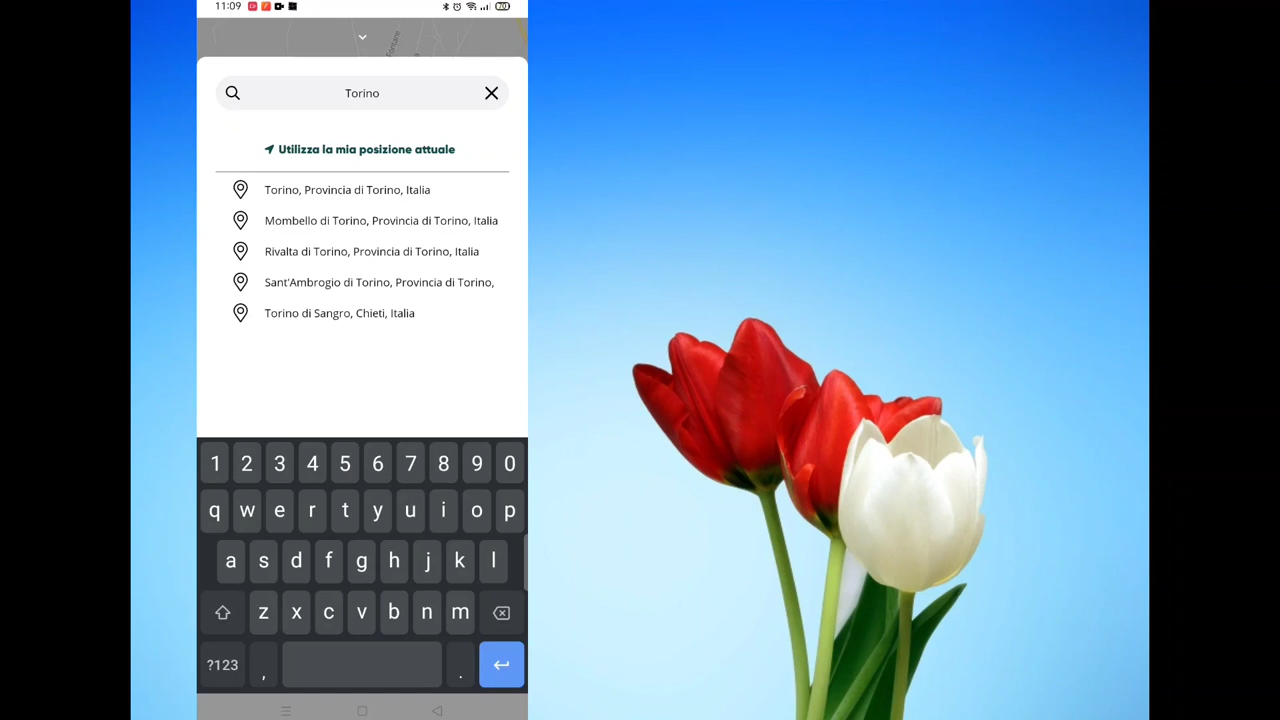 11:09
70
Fontane
a
Torino
Utilizza la mia posizione attuale
Torino, Provincia di Torino, Italia
Mombello di Torino, Provincia di Torino, Italia
Rivalta di Torino, Provincia di Torino, Italia
Sant'Ambrogio di Torino, Provincia di Torino,
Torino di Sangro, Chieti, Italia
1 2 3 4 5 6 7 8 9 0
q w e r t y u i o p
a s d f g h j k l
z x c v b n m
?123 , .